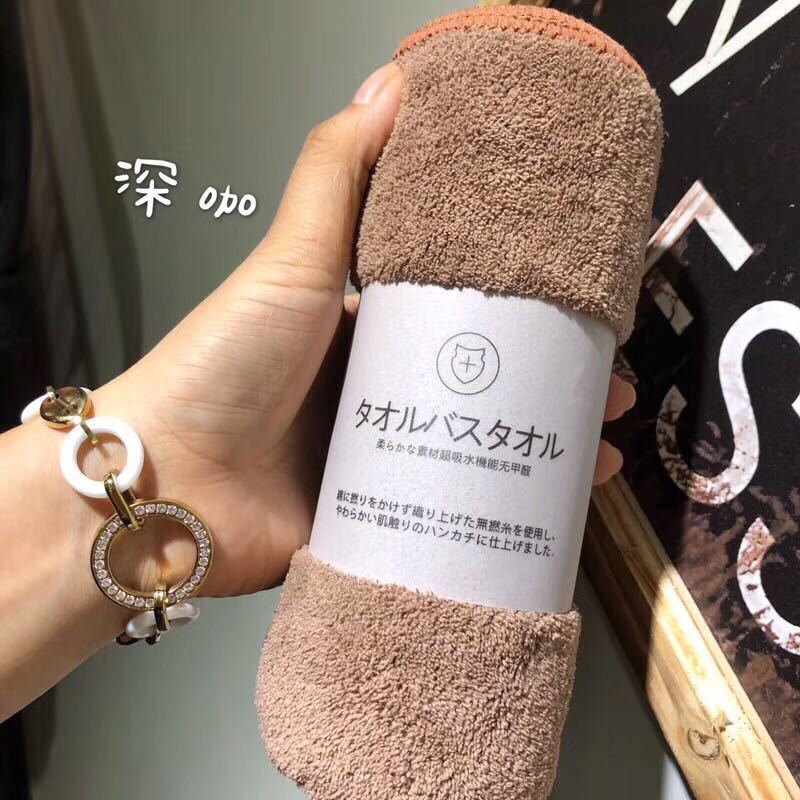 深咖
タオルバスタオル
柔らかな素材超吸水機能无甲醛
綿に撚りをかけず織り上げた無撚糸を使用し、
やわらかい肌触りのハンカチに仕上げました.